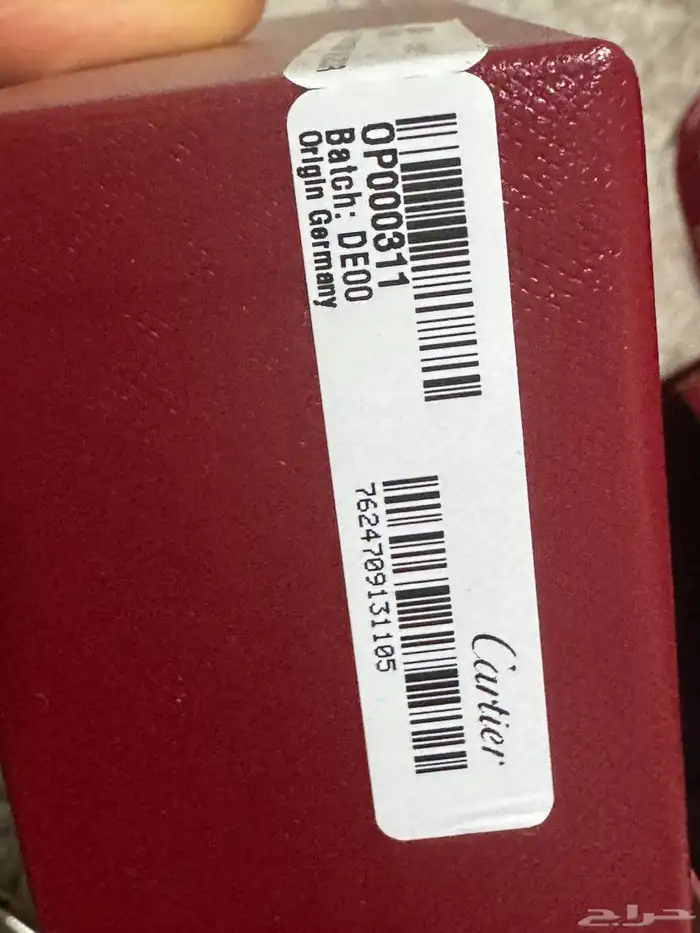 Cartier
OP000311
Batch: DE00
Origin Germany
7624709131105
حراج